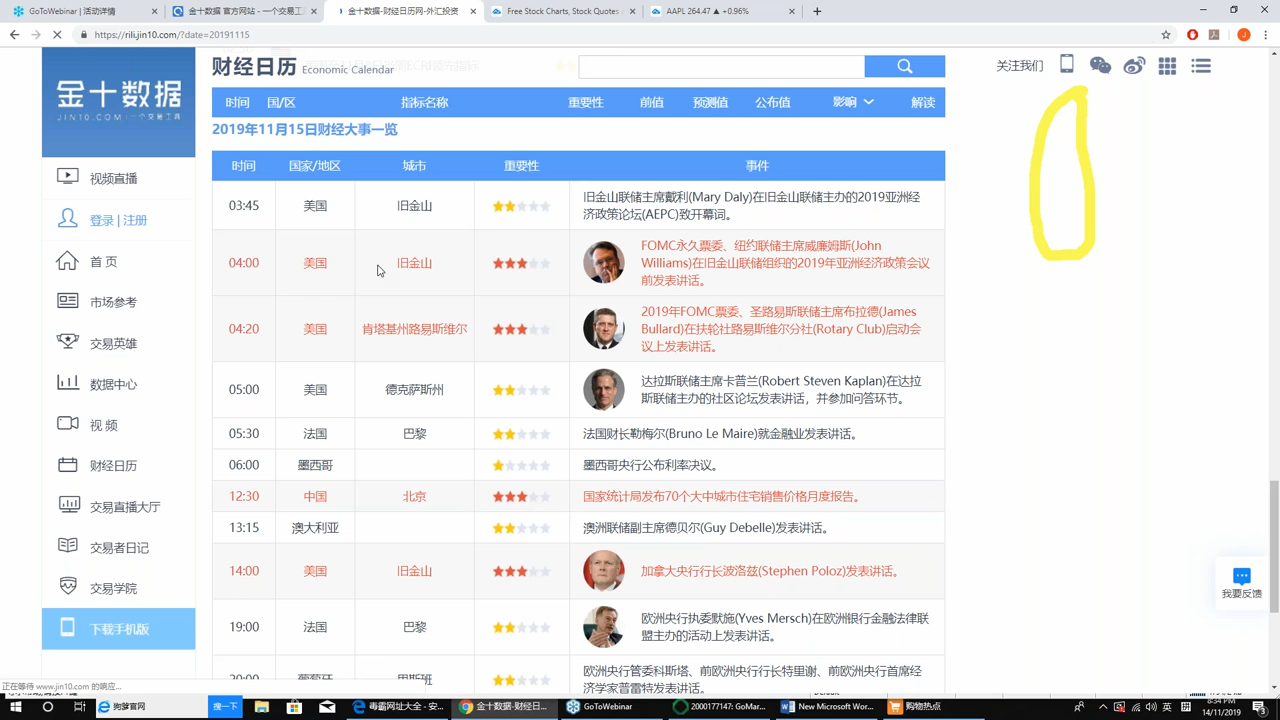 GoToWebinar | 活动详情
金十数据 官方网站 - 一个交易工具
金十数据-财经日历网-外汇投资
Free Stock Charts, Stock Quotes
AAPL 264.47 ▲ +0.96%
https://rili.jin10.com/?date=20191115
金十数据
JIN10.COM·一个交易工具
视频直播
登录 | 注册
首 页
市场参考
交易英雄
数据中心
视 频
财经日历
交易直播大厅
交易者日记
交易学院
下载手机版
财经日历 Economic Calendar
关注我们
时间 国/区 指标名称 重要性 前值 预测值 公布值 影响 解读
2019年11月15日财经大事一览
时间 国家/地区 城市 重要性 事件
03:45 美国 旧金山 旧金山联储主席戴利(Mary Daly)在旧金山联储主办的2019亚洲经
济政策论坛(AEPC)致开幕词。
04:00 美国 旧金山 FOMC永久票委、纽约联储主席威廉姆斯(John
Williams)在旧金山联储组织的2019年亚洲经济政策会议
前发表讲话。
04:20 美国 肯塔基州路易斯维尔 2019年FOMC票委、圣路易斯联储主席布拉德(James
Bullard)在扶轮社路易斯维尔分社(Rotary Club)启动会
议上发表讲话。
05:00 美国 德克萨斯州 达拉斯联储主席卡普兰(Robert Steven Kaplan)在达拉
斯联储主办的社区论坛发表讲话，并参加问答环节。
05:30 法国 巴黎 法国财长勒梅尔(Bruno Le Maire)就金融业发表讲话。
06:00 墨西哥 墨西哥央行公布利率决议。
12:30 中国 北京 国家统计局发布70个大中城市住宅销售价格月度报告。
13:15 澳大利亚 澳洲联储副主席德贝尔(Guy Debelle)发表讲话。
14:00 美国 旧金山 加拿大央行行长波洛兹(Stephen Poloz)发表讲话。
19:00 法国 巴黎 欧洲央行执委默施(Yves Mersch)在欧洲银行金融法律联
盟主办的活动上发表讲话。
20:00 葡萄牙 里斯班 欧洲央行管委科斯塔、前欧洲央行行长特里谢、前欧洲央行首席经
济学家普雷特发表讲话。
我要反馈
正在等待 www.jin10.com 的响应...
狗爹官网
搜一下
毒霸网址大全 - 安...
金十数据-财经日历...
GoToWebinar
2000177147: GoMar...
New Microsoft Wor...
购物热点
英
8:34 PM
14/11/2019